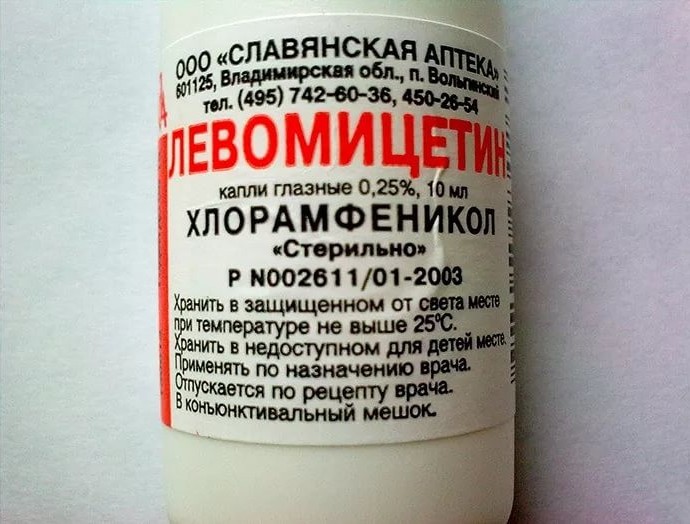 ООО «СЛАВЯНСКАЯ АПТЕКА»
601125, Владимирская обл., п. Вольгинский
тел. (495) 742-60-36, 450-26-54
ЛЕВОМИЦЕТИН
капли глазные 0,25%, 10 мл
ХЛОРАМФЕНИКОЛ
«Стерильно»
Р N002611/01-2003
Хранить в защищенном от света месте
при температуре не выше 25°С.
Хранить в недоступном для детей месте.
Применять по назначению врача.
Отпускается по рецепту врача.
В конъюнктивальный мешок.